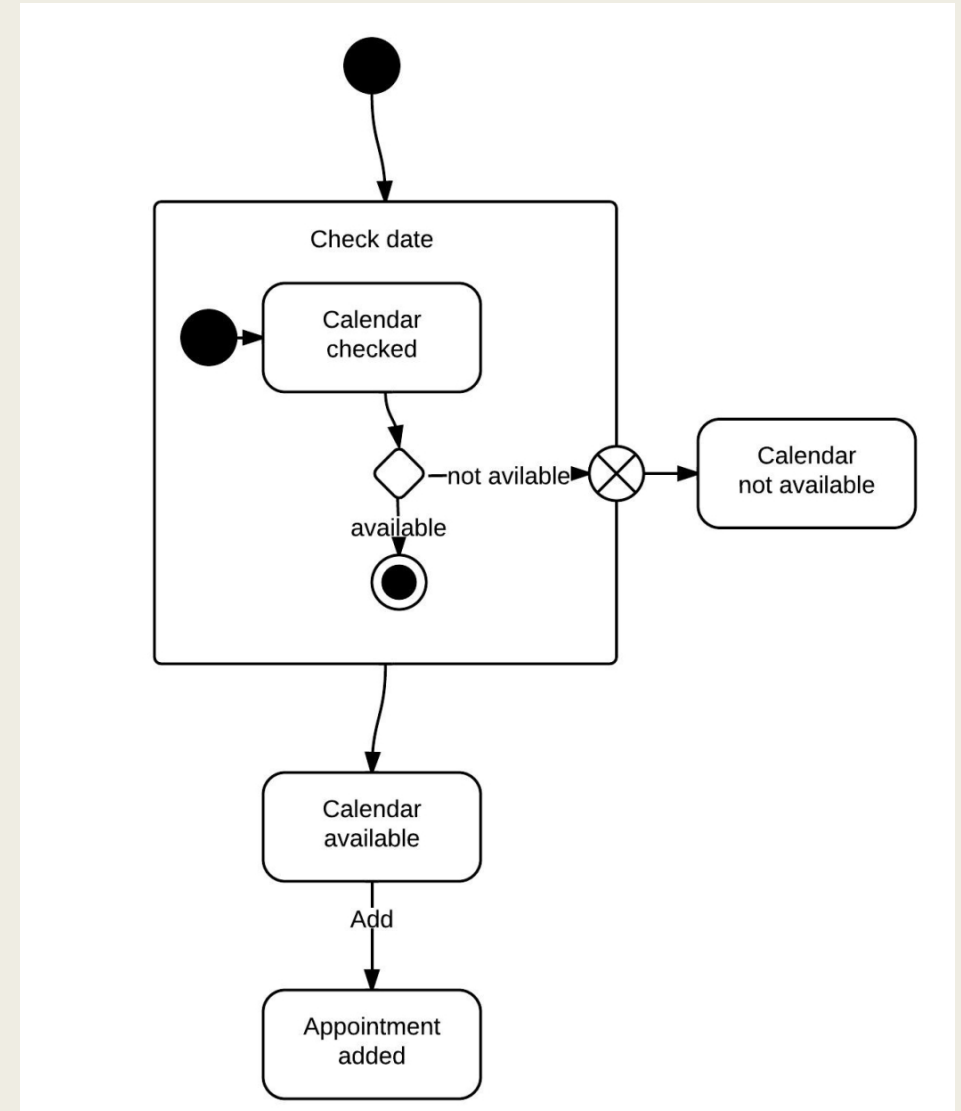 Check date
Calendar
checked
not avilable
Calendar
not available
available
Calendar
available
Add
Appointment
added